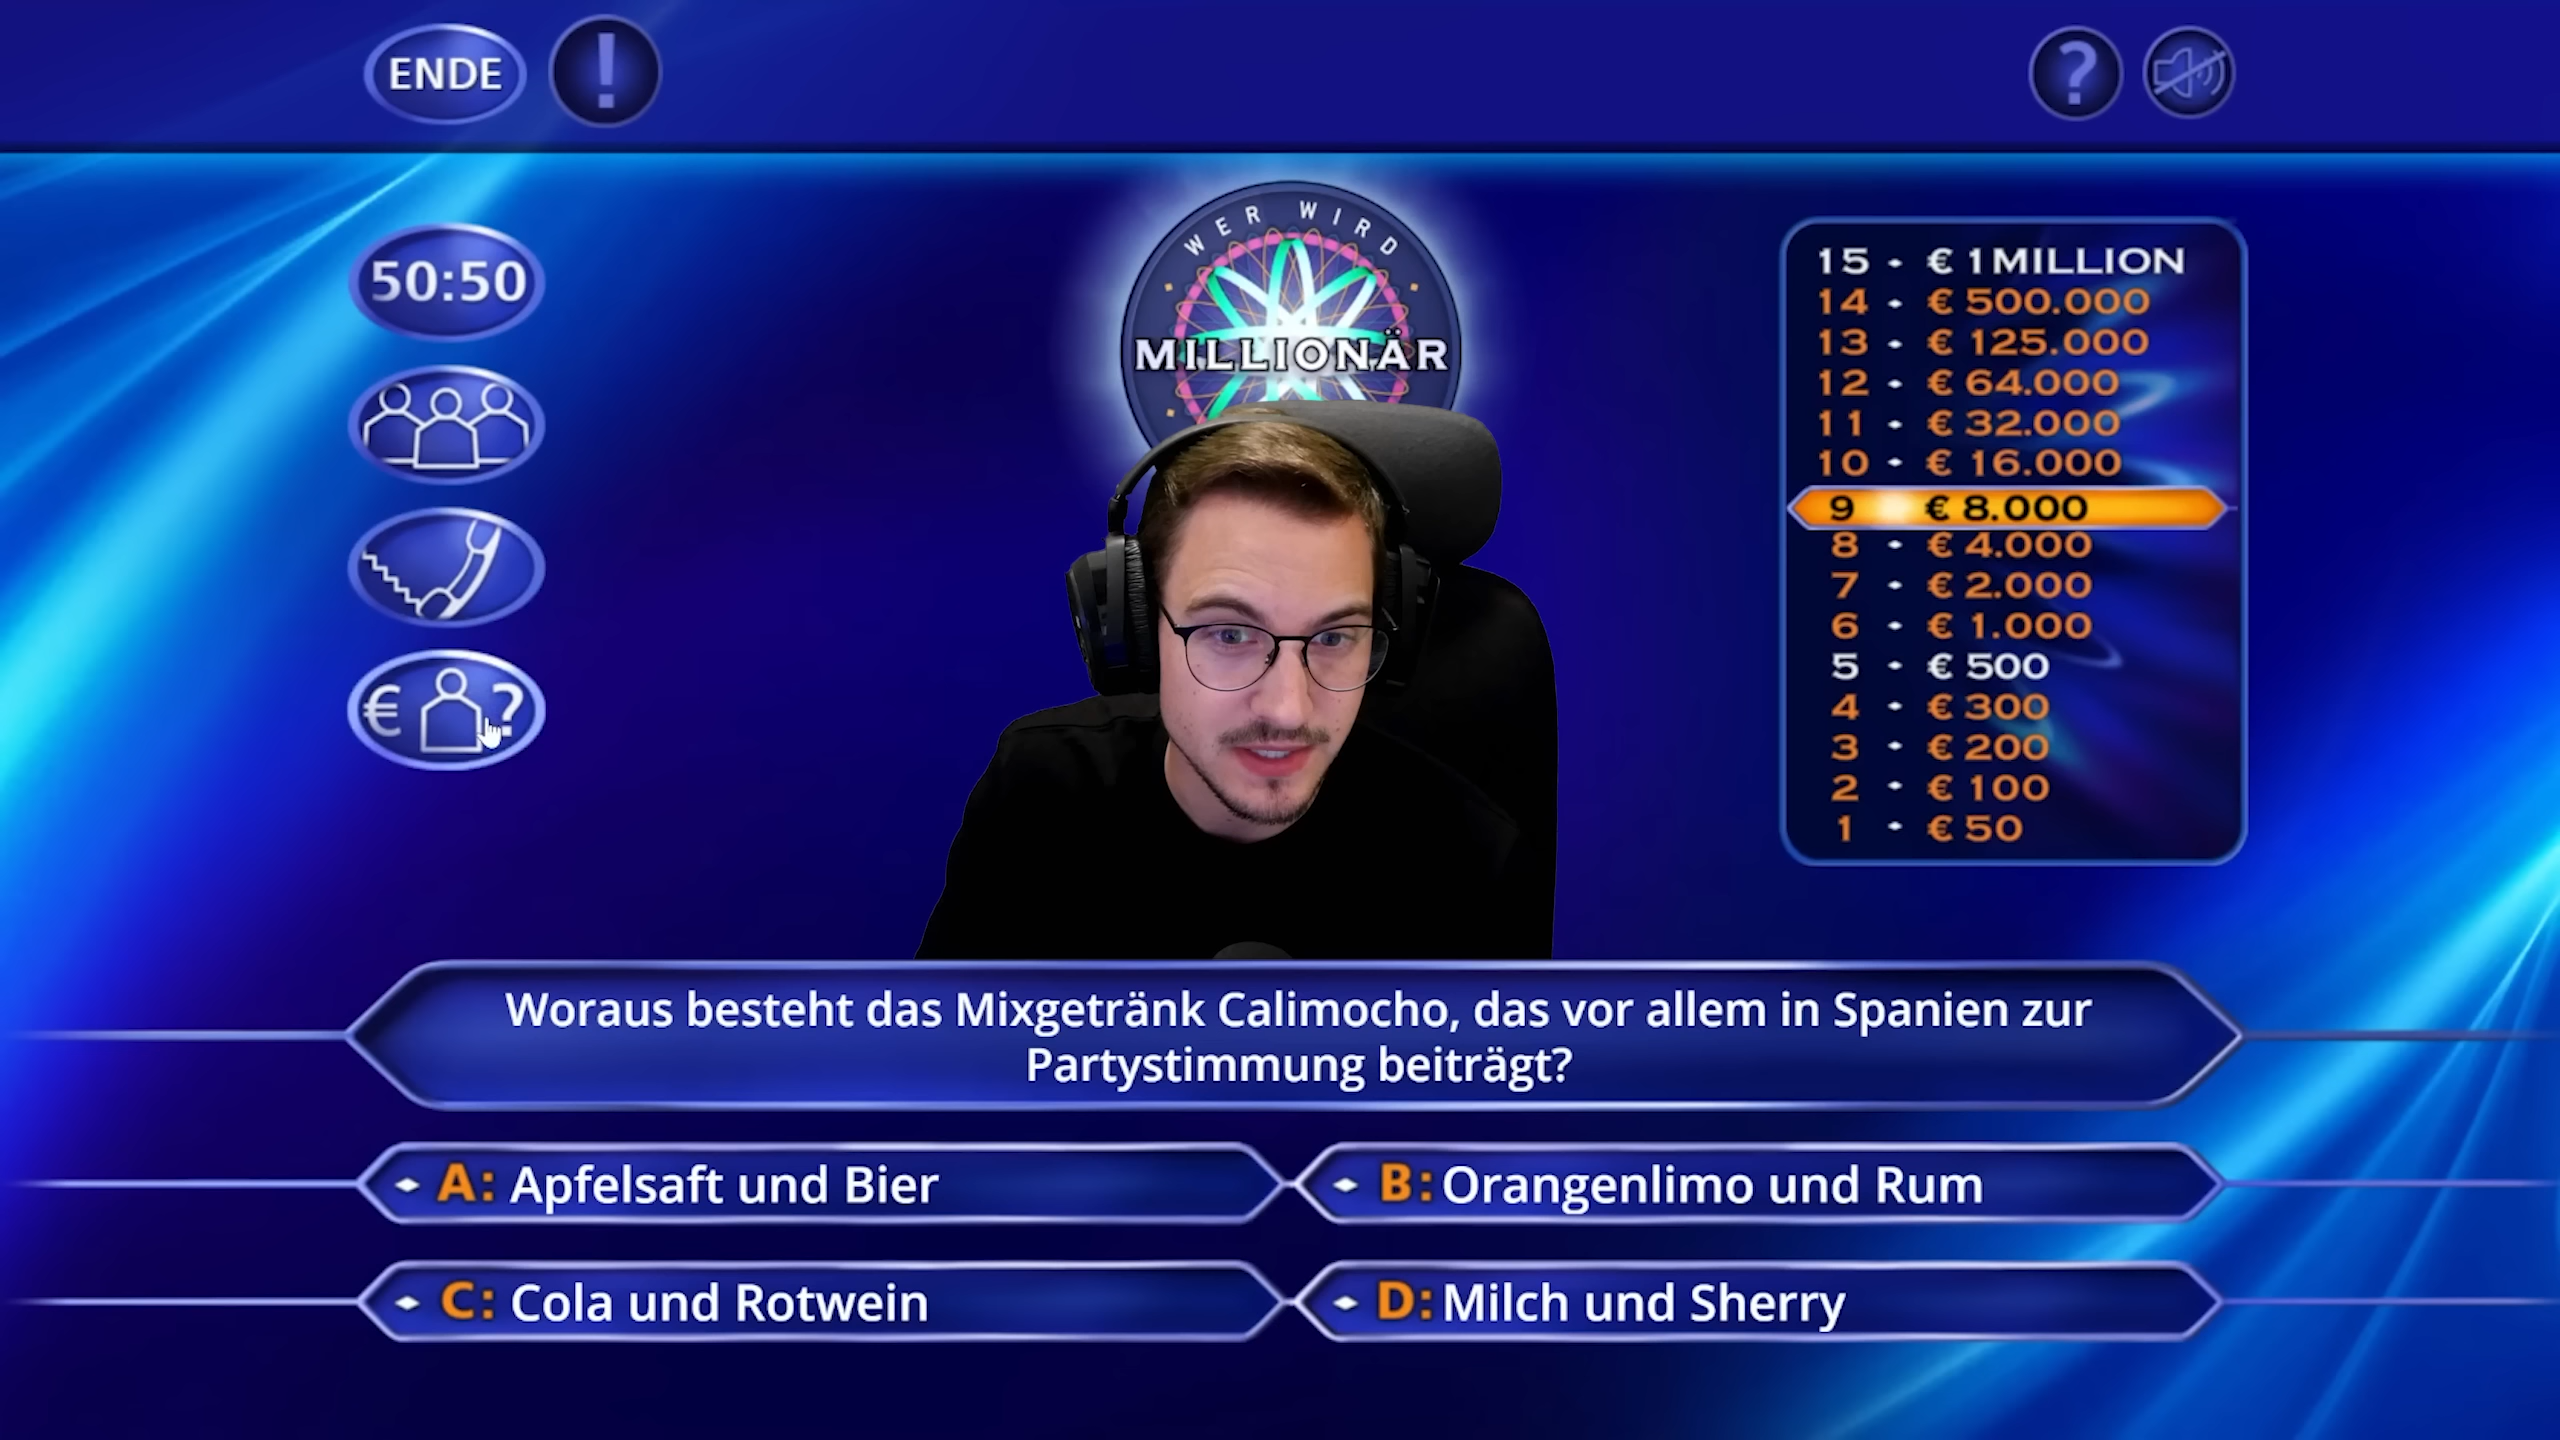 ENDE
!
?
50:50
€ ?
WER WIRD
MILLIONÄR
15 • € 1 MILLION
14 • € 500.000
13 • € 125.000
12 • € 64.000
11 • € 32.000
10 • € 16.000
9 € 8.000
8 • € 4.000
7 • € 2.000
6 • € 1.000
5 • € 500
4 • € 300
3 • € 200
2 • € 100
1 • € 50
Woraus besteht das Mixgetränk Calimocho, das vor allem in Spanien zur
Partystimmung beiträgt?
A: Apfelsaft und Bier
B: Orangenlimo und Rum
C: Cola und Rotwein
D: Milch und Sherry